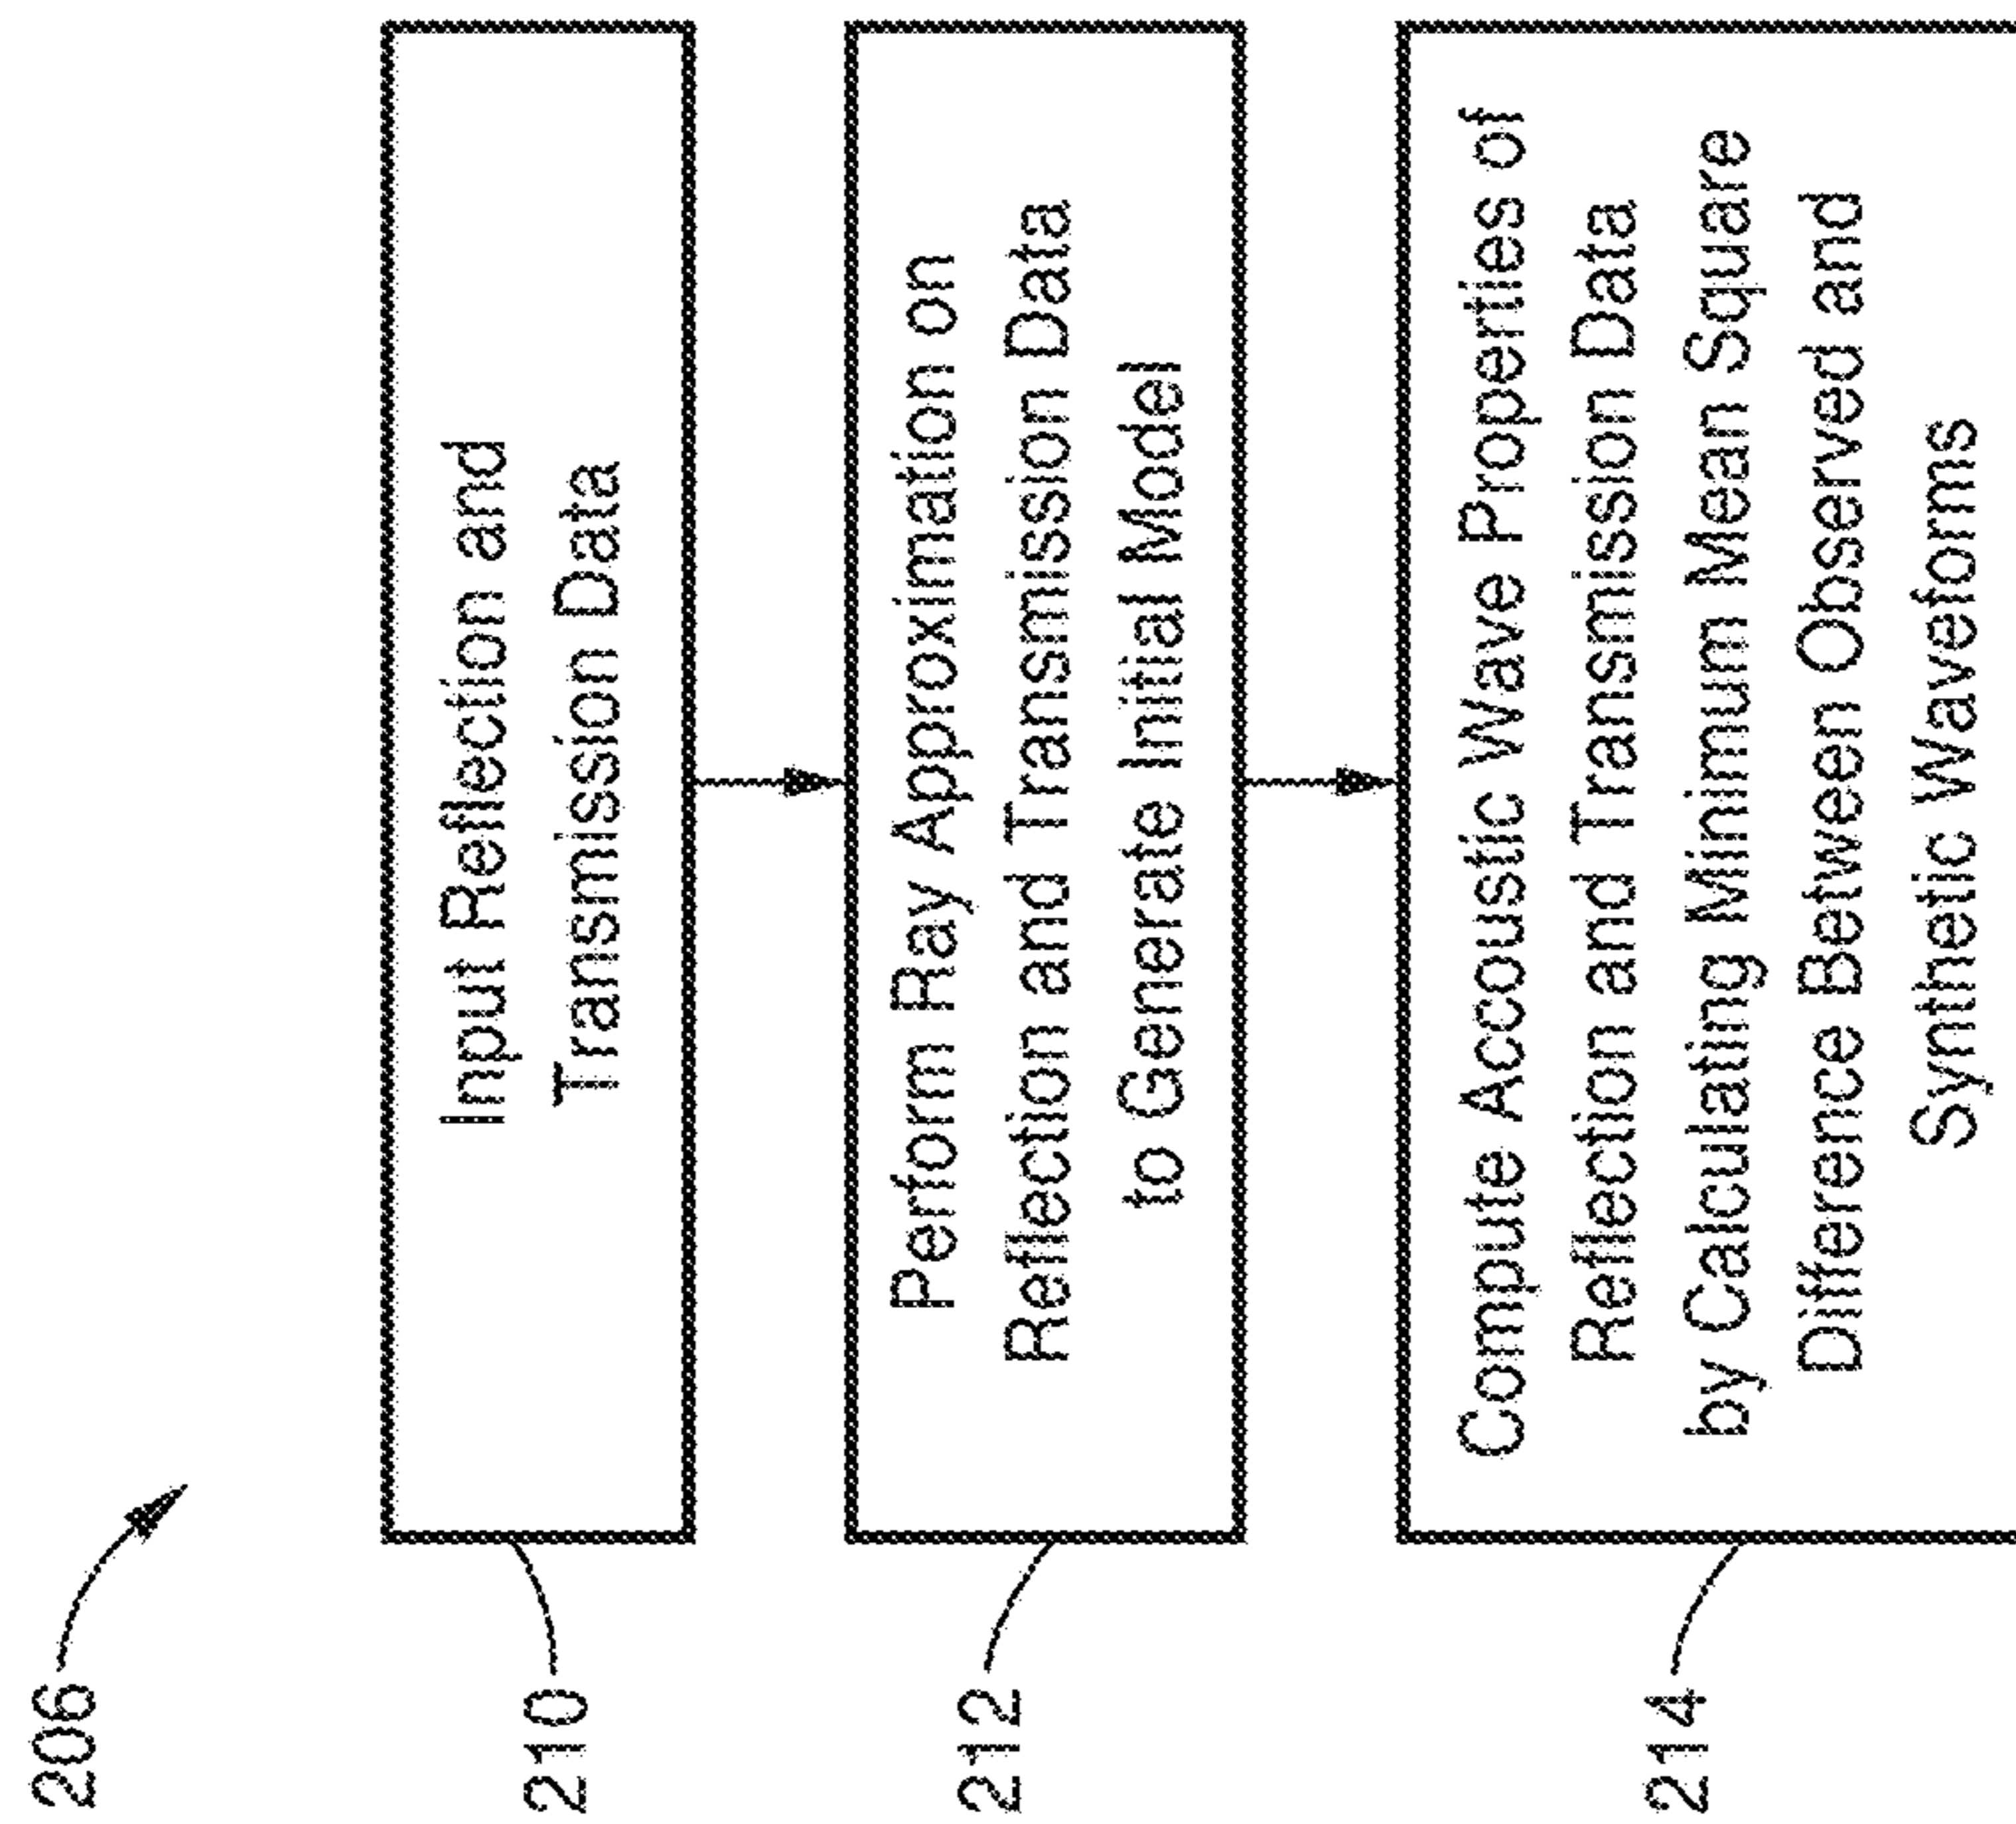 206
210
Input Reflection and
Transmission Data
212
Perform Ray Approximation on
Reflection and Transmission Data
to Generate Initial Model
214
Compute Accoustic Wave Properties of
Reflection and Transmission Data
by Calculating Minimum Mean Square
Difference Between Observed and
Synthetic Waveforms